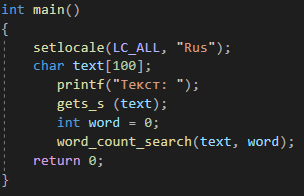 int main()
{
setlocale(LC_ALL, "Rus");
char text[100];
printf("Текст: ");
gets_s (text);
int word = 0;
word_count_search(text, word);
return 0;
}